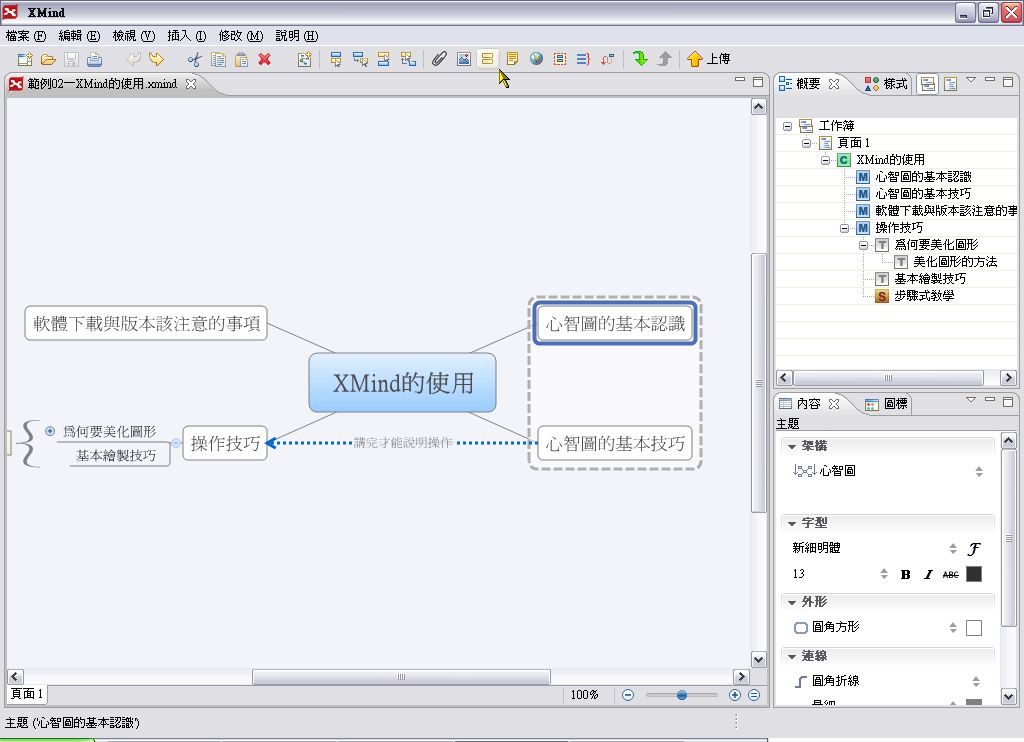 XMind
檔案 (F) 編輯 (E) 檢視 (V) 插入 (I) 修改 (M) 說明 (H)
上傳
範例02—XMind的使用.xmind
軟體下載與版本該注意的事項
心智圖的基本認識
XMind的使用
為何要美化圖形
基本繪製技巧
操作技巧
講完才能說明操作
心智圖的基本技巧
頁面 1
100%
主題 ('心智圖的基本認識')
概要 樣式
工作簿
頁面 1
C XMind的使用
M 心智圖的基本認識
M 心智圖的基本技巧
M 軟體下載與版本該注意的事
M 操作技巧
T 為何要美化圖形
T 美化圖形的方法
T 基本繪製技巧
S 步驟式教學
內容 圖標
主題
架構
心智圖
字型
新細明體
13 B I ABC
外形
圓角方形
連線
圓角折線